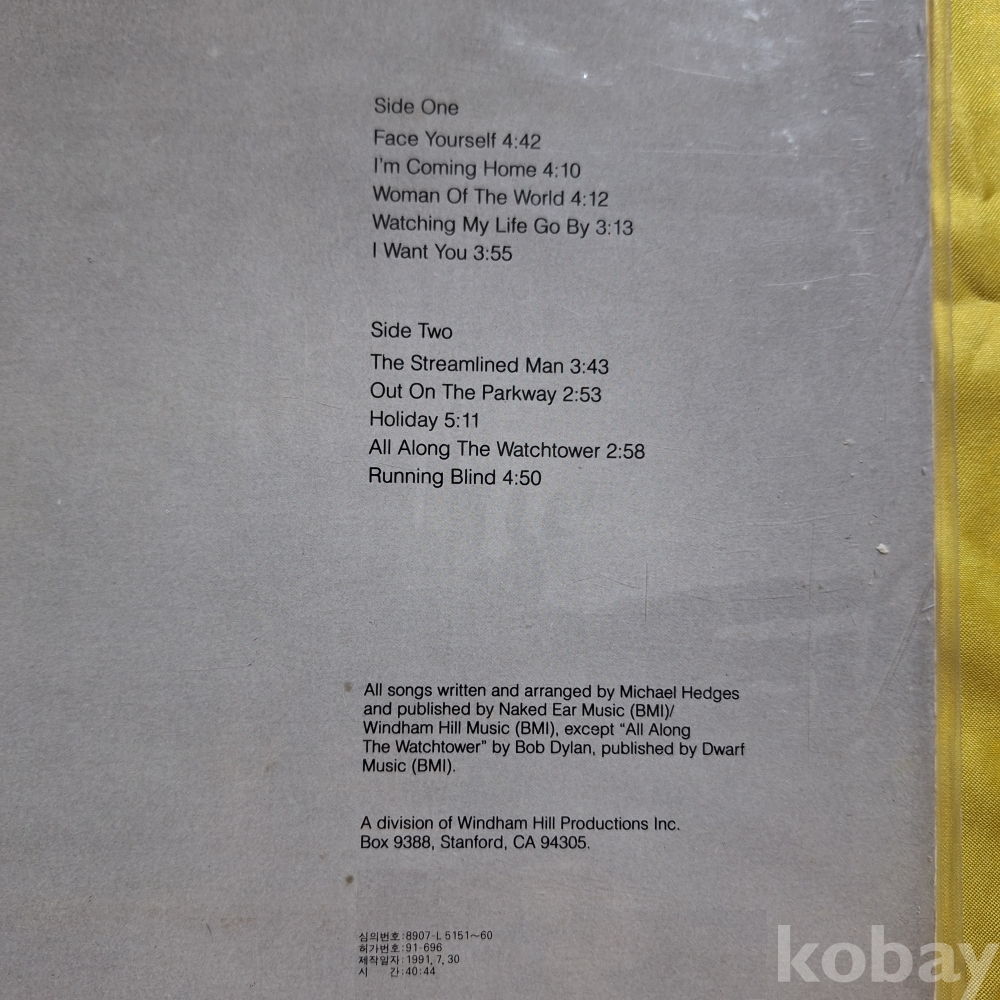 Side One
Face Yourself 4:42
I'm Coming Home 4:10
Woman Of The World 4:12
Watching My Life Go By 3:13
I Want You 3:55
Side Two
The Streamlined Man 3:43
Out On The Parkway 2:53
Holiday 5:11
All Along The Watchtower 2:58
Running Blind 4:50
All songs written and arranged by Michael Hedges
and published by Naked Ear Music (BMI)/
Windham Hill Music (BMI), except “All Along
The Watchtower” by Bob Dylan, published by Dwarf
Music (BMI).
A division of Windham Hill Productions Inc.
Box 9388, Stanford, CA 94305.
심의번호:8907-L 5151~60
허가번호:91-696
제작일자:1991, 7, 30
시 간:40:44
kobay